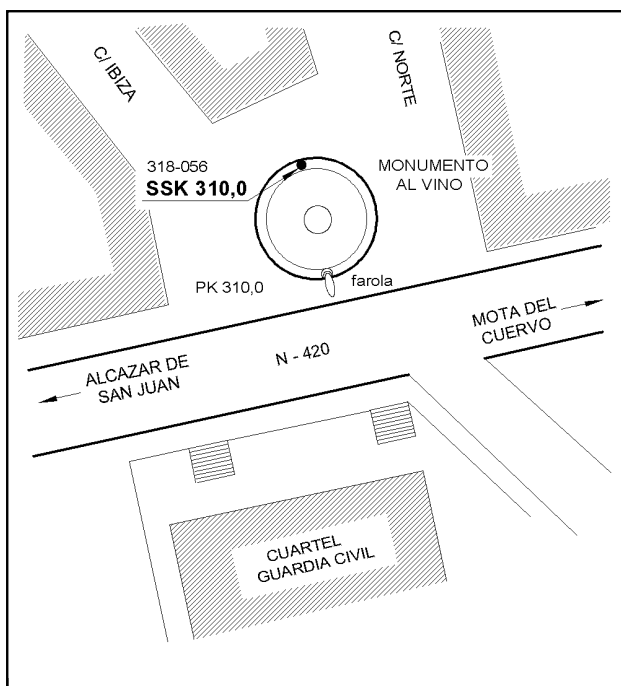 C/ IBIZA
C/ NORTE
318-056
SSK 310,0
MONUMENTO
AL VINO
PK 310,0
farola
MOTA DEL
CUERVO
N - 420
ALCAZAR DE
SAN JUAN
CUARTEL
GUARDIA CIVIL